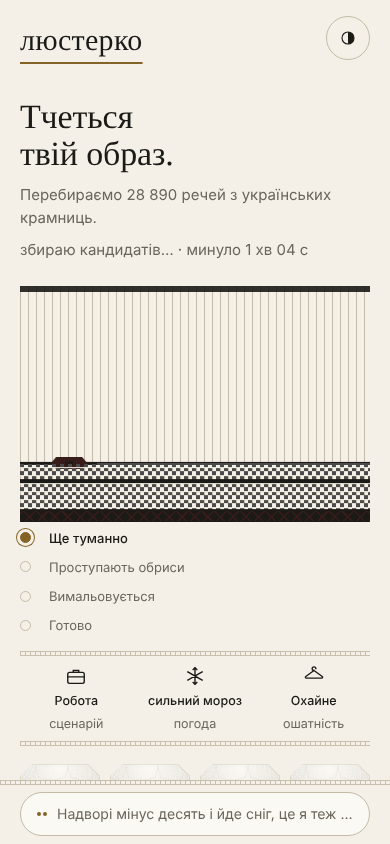 люстерко
Тчеться
твій образ.
Перебираємо 28 890 речей з українських
крамниць.
збираю кандидатів... · минуло 1 хв 04 с
Ще туманно
Проступають обриси
Вимальовується
Готово
Робота сильний мороз Охайне
сценарій погода ошатність
Надворі мінус десять і йде сніг, це я теж ...